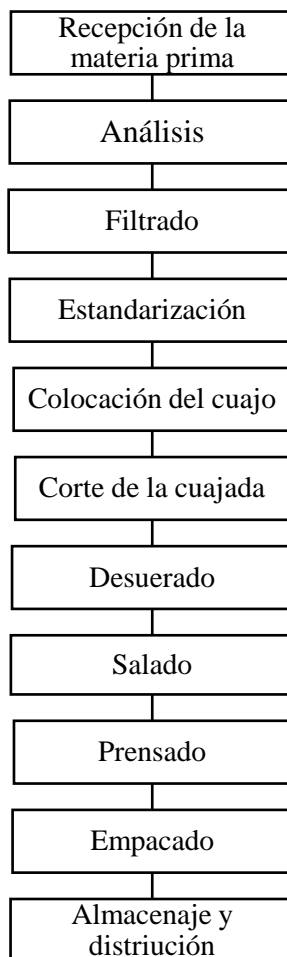 Recepción de la
materia prima
Análisis
Filtrado
Estandarización
Colocación del cuajo
Corte de la cuajada
Desuerado
Salado
Prensado
Empacado
Almacenaje y
distriución